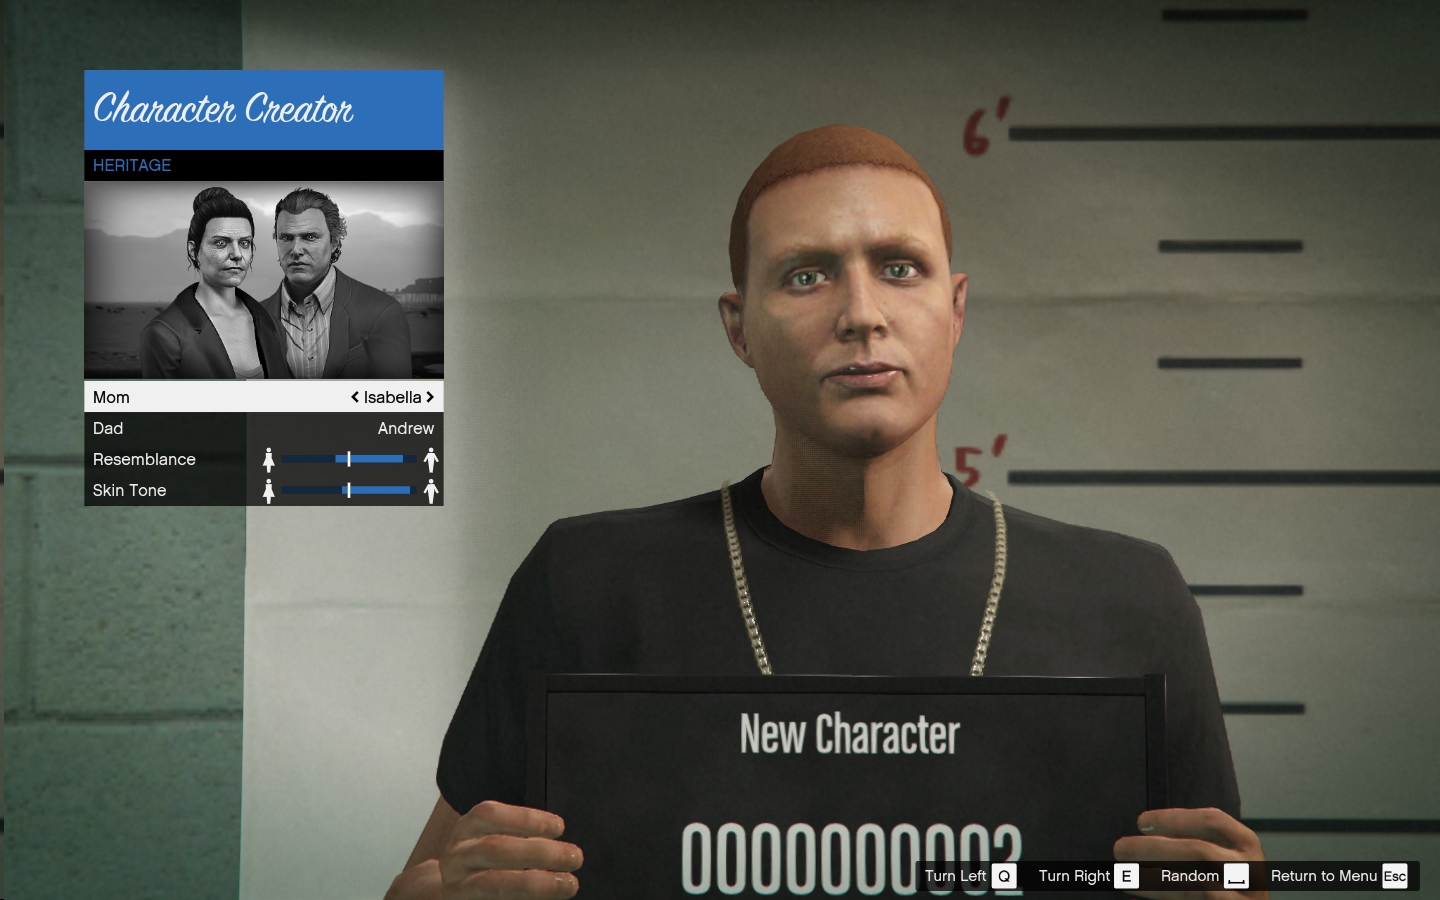 Character Creator
HERITAGE
Mom Isabella
Dad Andrew
Resemblance
Skin Tone
6'
5'
New Character
0000000002
Turn Left Q Turn Right E Random Return to Menu Esc